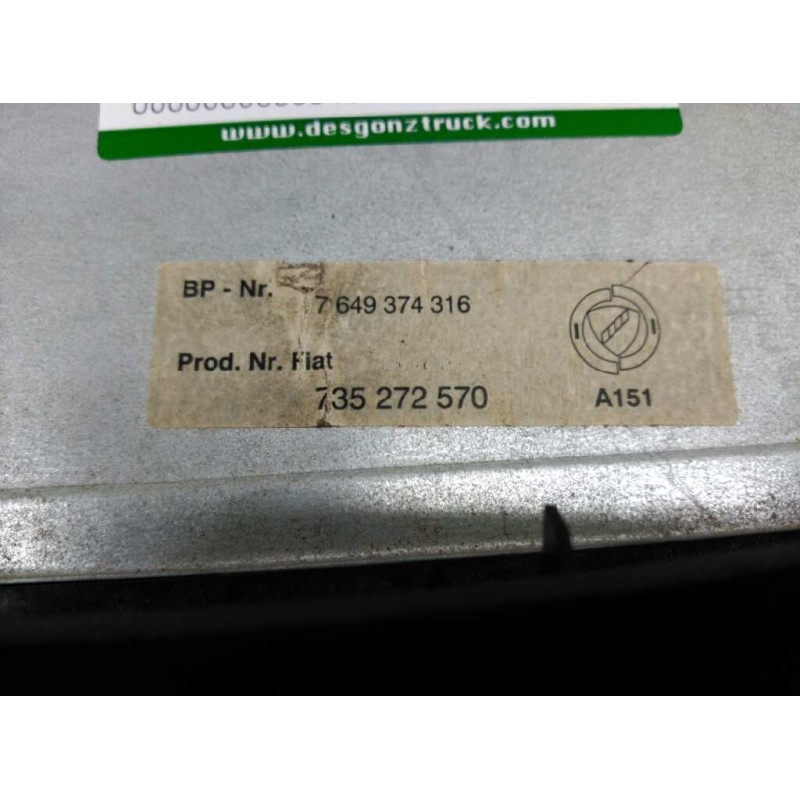 www.desgonztruck.com
BP - Nr. 7 649 374 316
Prod. Nr. Fiat
735 272 570 A151